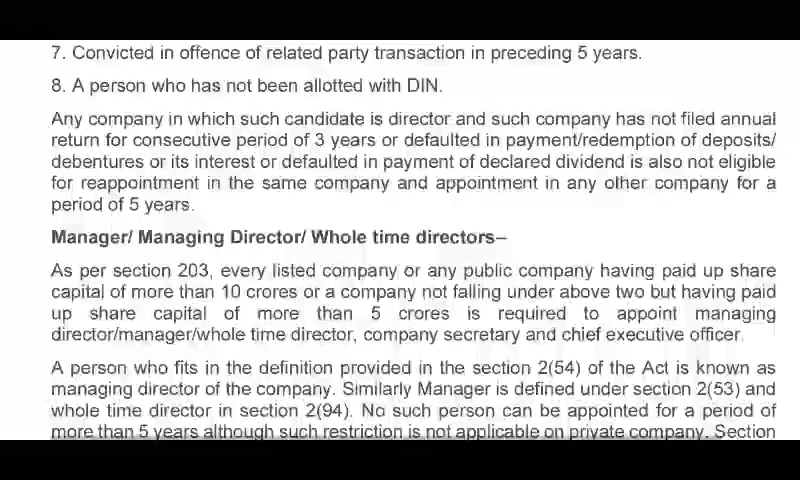 7. Convicted in offence of related party transaction in preceding 5 years.
8. A person who has not been allotted with DIN.
Any company in which such candidate is director and such company has not filed annual
return for consecutive period of 3 years or defaulted in payment/redemption of deposits/
debentures or its interest or defaulted in payment of declared dividend is also not eligible
for reappointment in the same company and appointment in any other company for a
period of 5 years.
Manager/ Managing Director/ Whole time directors–
As per section 203, every listed company or any public company having paid up share
capital of more than 10 crores or a company not falling under above two but having paid
up share capital of more than 5 crores is required to appoint managing
director/manager/whole time director, company secretary and chief executive officer.
A person who fits in the definition provided in the section 2(54) of the Act is known as
managing director of the company. Similarly Manager is defined under section 2(53) and
whole time director in section 2(94). No such person can be appointed for a period of
more than 5 years although such restriction is not applicable on private company. Section